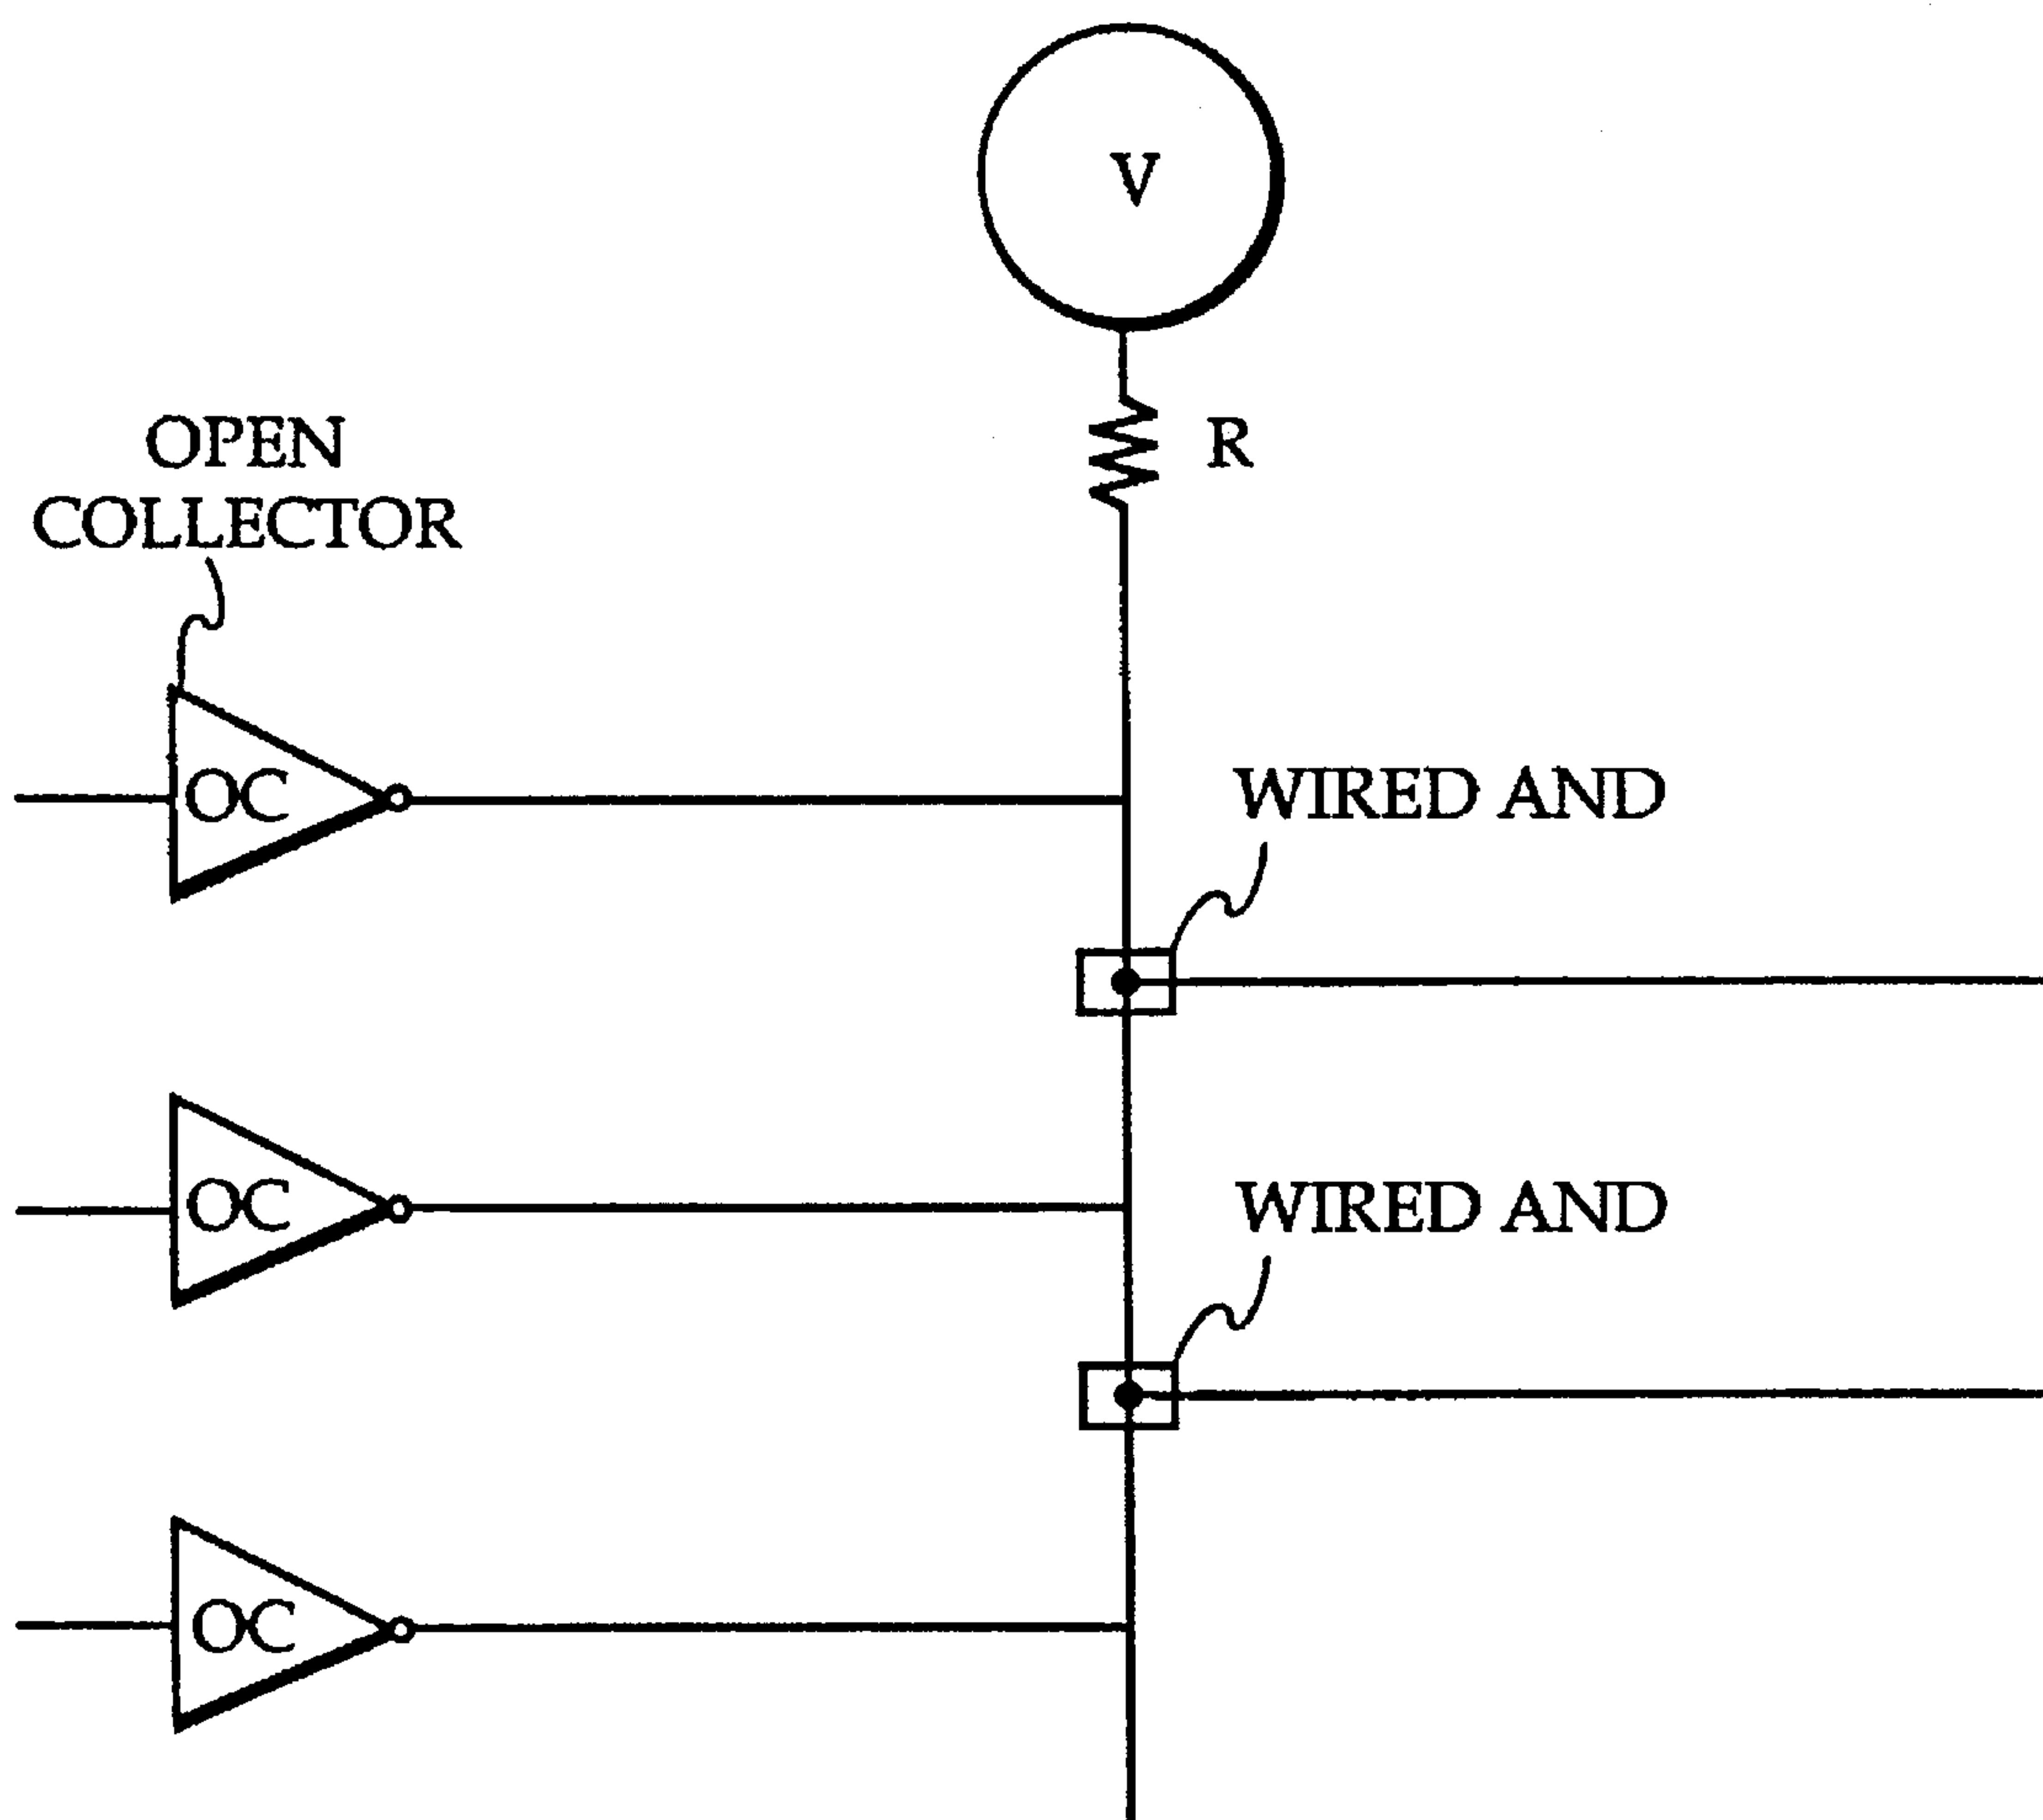 V
R
OPEN
COLLECTOR
OC
WIRED AND
OC
WIRED AND
OC